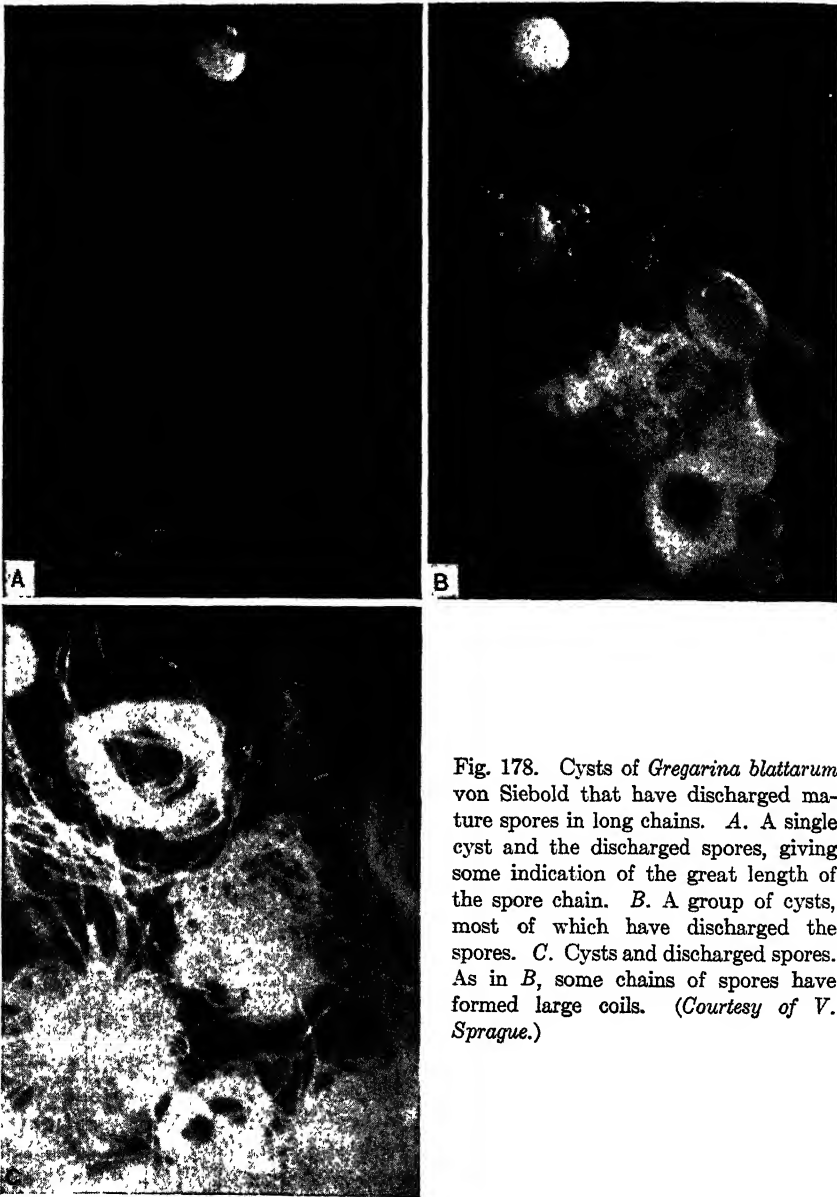 A
B
C
Fig. 178. Cysts of Gregarina blattarum
von Siebold that have discharged ma-
ture spores in long chains. A. A single
cyst and the discharged spores, giving
some indication of the great length of
the spore chain. B. A group of cysts,
most of which have discharged the
spores. C. Cysts and discharged spores.
As in B, some chains of spores have
formed large coils. (Courtesy of V.
Sprague.)